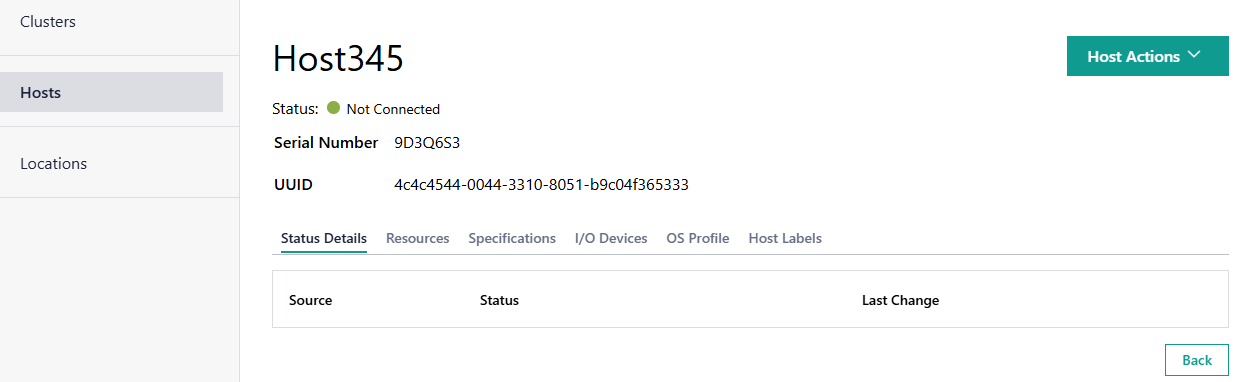 Clusters
Hosts
Locations
Host345
Host Actions
Status: Not Connected
Serial Number 9D3Q6S3
UUID 4c4c4544-0044-3310-8051-b9c04f365333
Status Details Resources Specifications I/O Devices OS Profile Host Labels
Source Status Last Change
Back